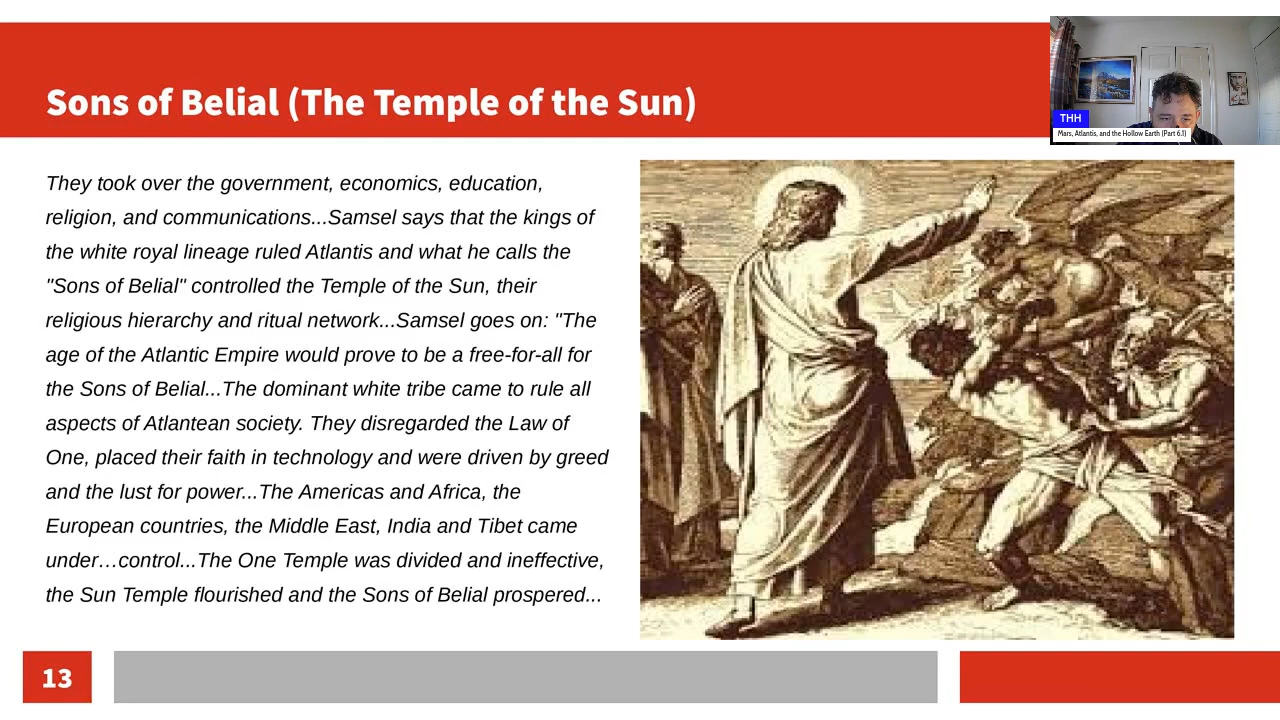 Sons of Belial (The Temple of the Sun)
THH
Mars, Atlantis, and the Hollow Earth (Part 6.1)
They took over the government, economics, education,
religion, and communications...Samsel says that the kings of
the white royal lineage ruled Atlantis and what he calls the
"Sons of Belial" controlled the Temple of the Sun, their
religious hierarchy and ritual network...Samsel goes on: "The
age of the Atlantic Empire would prove to be a free-for-all for
the Sons of Belial...The dominant white tribe came to rule all
aspects of Atlantean society. They disregarded the Law of
One, placed their faith in technology and were driven by greed
and the lust for power...The Americas and Africa, the
European countries, the Middle East, India and Tibet came
under…control...The One Temple was divided and ineffective,
the Sun Temple flourished and the Sons of Belial prospered...
13